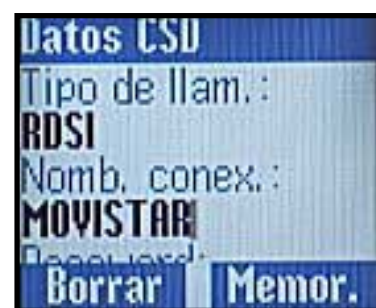 Datos CSD
Tipo de llam.:
RDSI
Nomb. conex.:
MOVISTAR
Borrar Memor.